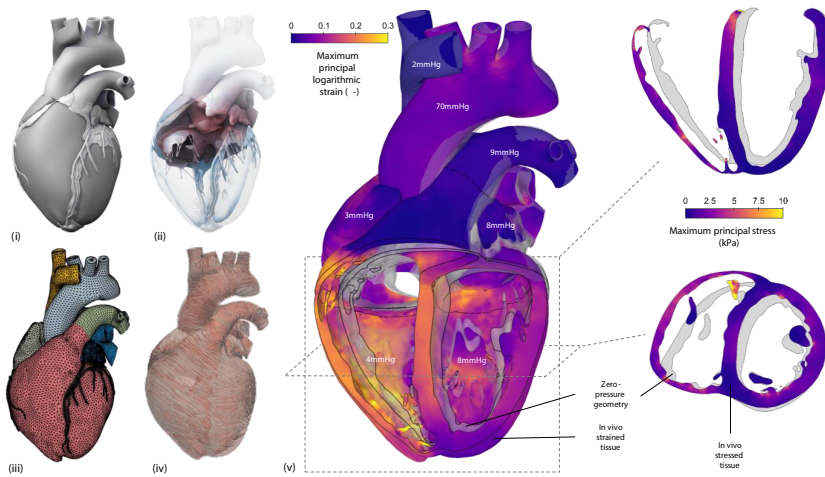 0 0.1 0.2 0.3
Maximum
principal
logarithmic
strain ( -)
2mmHg
70mmHg
9mmHg
3mmHg
8mmHg
(i)
(ii)
0 2.5 5 7.5 10
Maximum principal stress
(kPa)
4mmHg
8mmHg
Zero-
pressure
geometry
In vivo
strained
tissue
In vivo
stressed
tissue
(iii)
(iv)
(v)